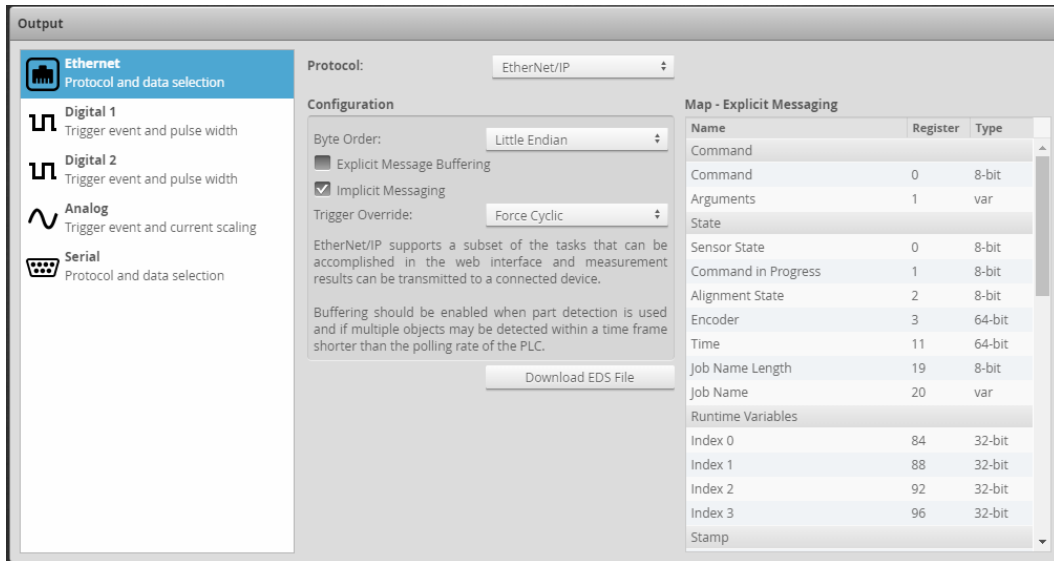 Output
Ethernet
Protocol and data selection
Digital 1
Trigger event and pulse width
Digital 2
Trigger event and pulse width
Analog
Trigger event and current scaling
Serial
Protocol and data selection
Protocol: EtherNet/IP
Configuration
Byte Order: Little Endian
Explicit Message Buffering
Implicit Messaging
Trigger Override: Force Cyclic
EtherNet/IP supports a subset of the tasks that can be
accomplished in the web interface and measurement
results can be transmitted to a connected device.
Buffering should be enabled when part detection is used
and if multiple objects may be detected within a time frame
shorter than the polling rate of the PLC.
Download EDS File
Map - Explicit Messaging
Name Register Type
Command
Command 0 8-bit
Arguments 1 var
State
Sensor State 0 8-bit
Command in Progress 1 8-bit
Alignment State 2 8-bit
Encoder 3 64-bit
Time 11 64-bit
Job Name Length 19 8-bit
Job Name 20 var
Runtime Variables
Index 0 84 32-bit
Index 1 88 32-bit
Index 2 92 32-bit
Index 3 96 32-bit
Stamp